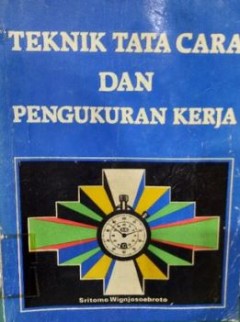 TEKNIK TATA CARA
DAN
PENGUKURAN KERJA
Sritomo Wignjosoebroto